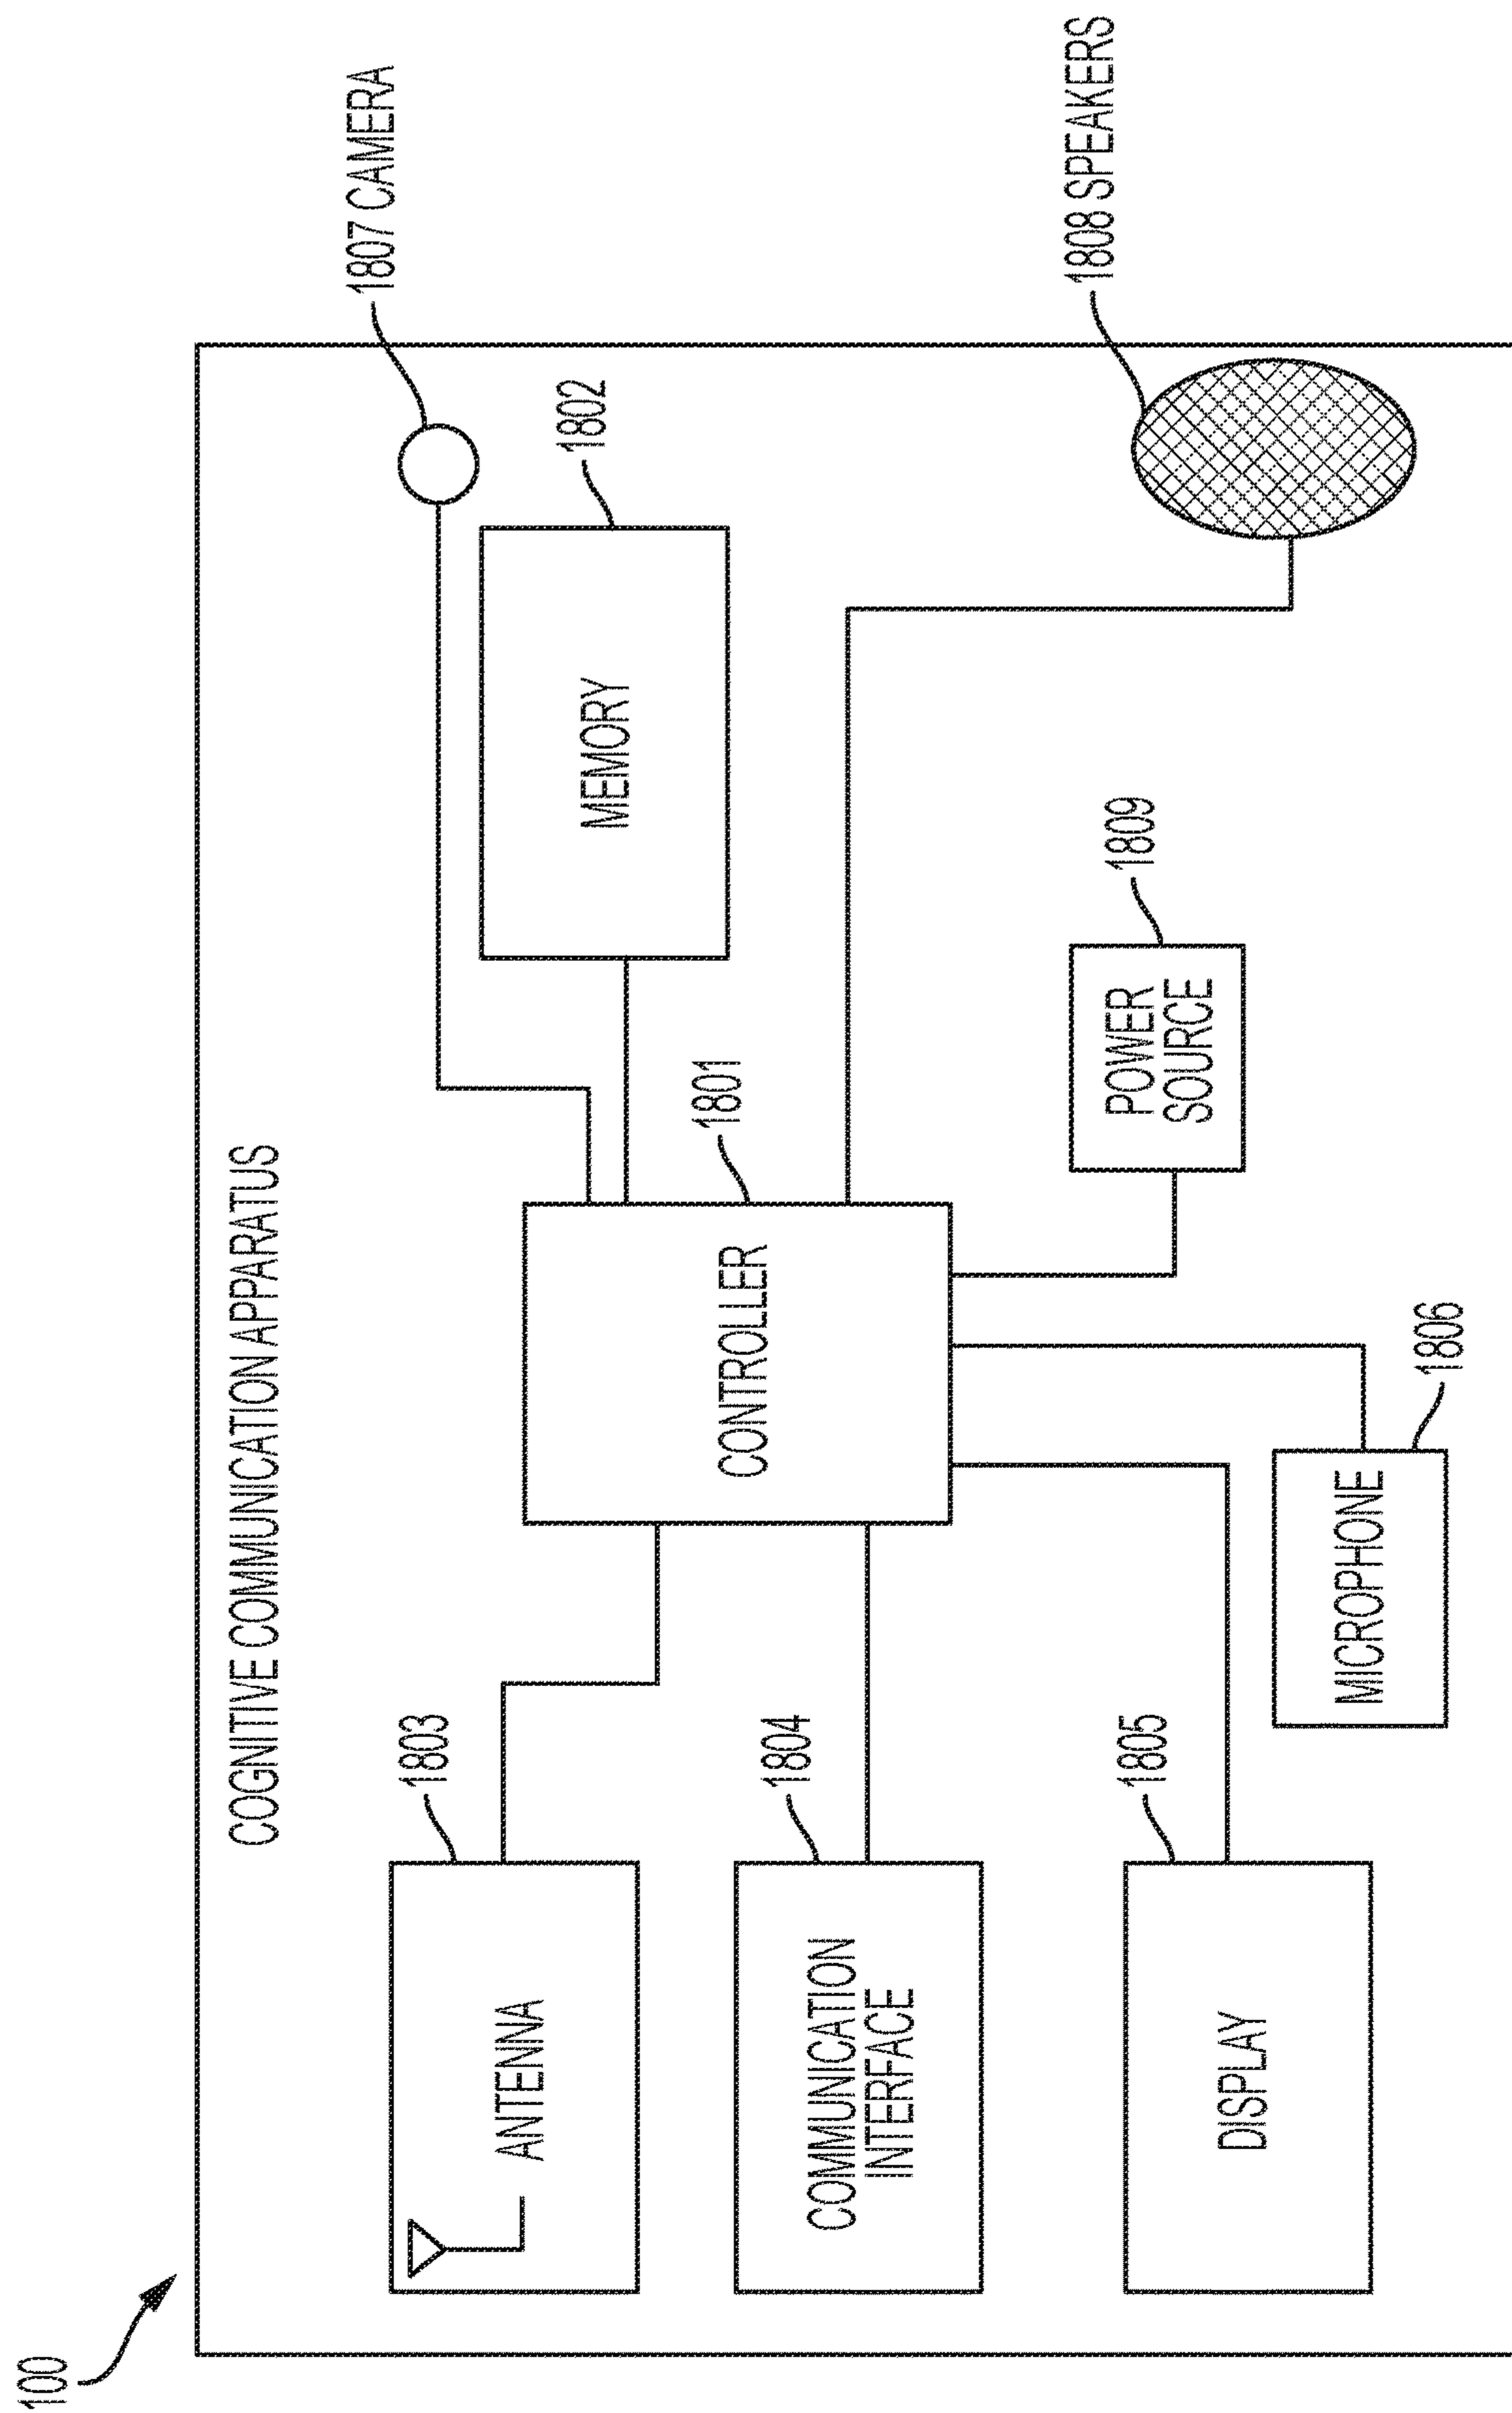 100
COGNITIVE COMMUNICATION APPARATUS
1807 CAMERA
1803
ANTENNA
1802
MEMORY
1801
CONTROLLER
1804
COMMUNICATION
INTERFACE
1808 SPEAKERS
1809
POWER
SOURCE
1805
DISPLAY
1806
MICROPHONE